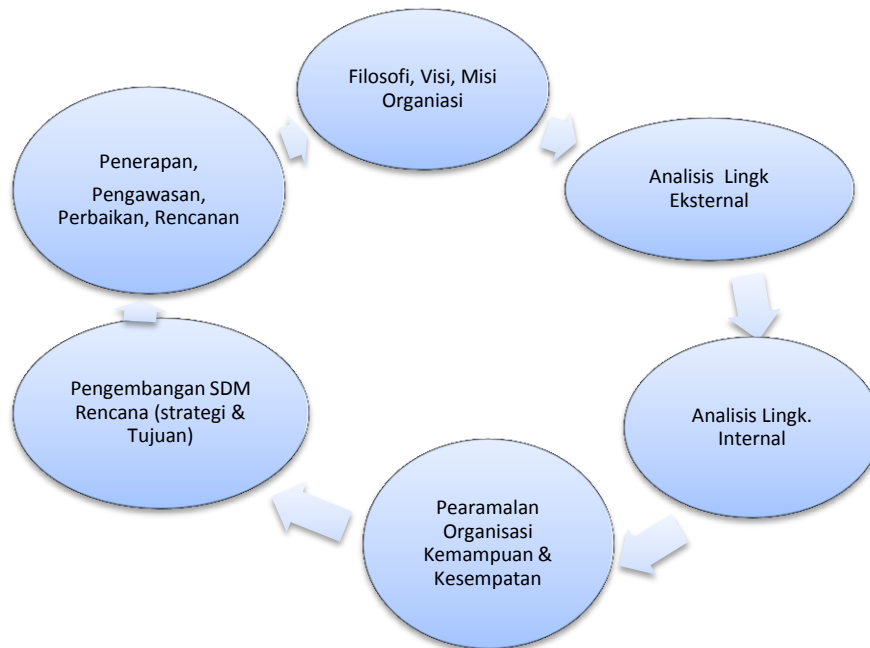 Filosofi, Visi, Misi
Organiasi
Analisis Lingk
Eksternal
Analisis Lingk.
Internal
Pearamalan
Organisasi
Kemampuan &
Kesempatan
Pengembangan SDM
Rencana (strategi &
Tujuan)
Penerapan,
Pengawasan,
Perbaikan, Rencanan